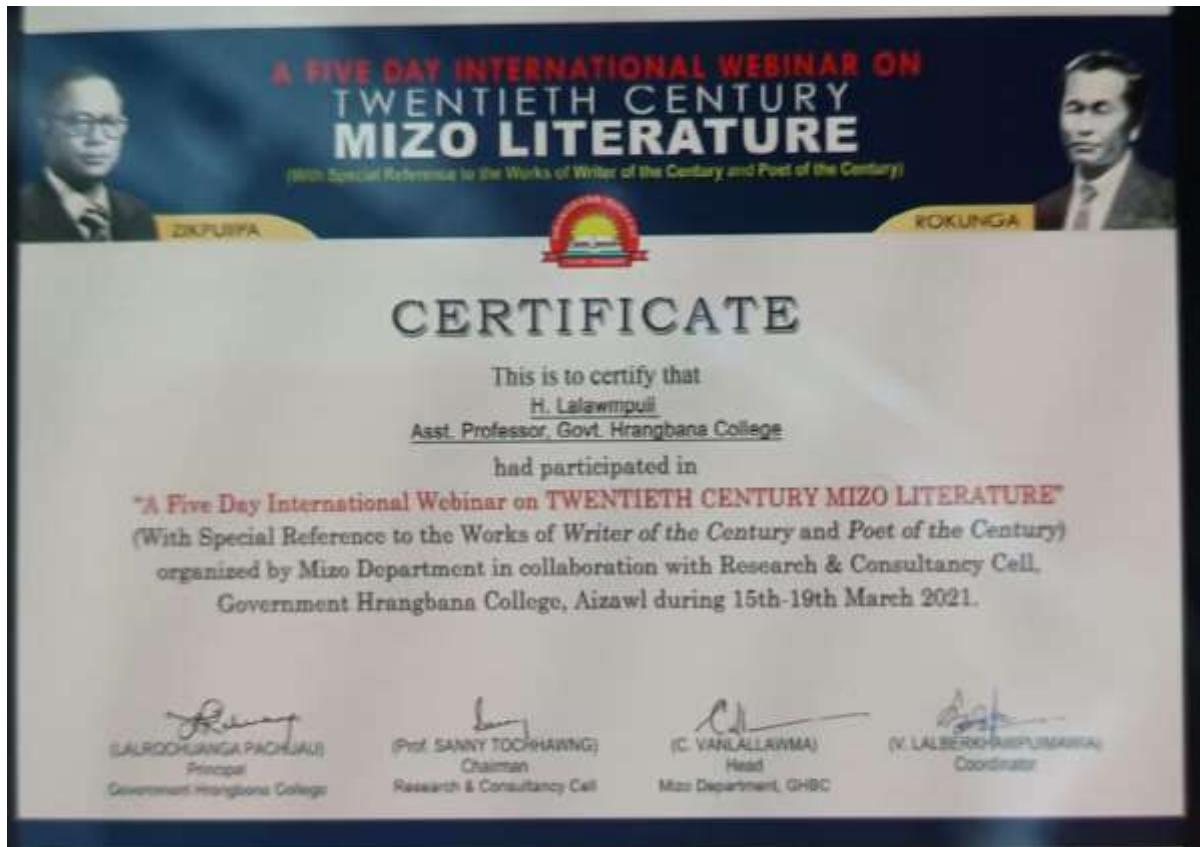 A FIVE DAY INTERNATIONAL WEBINAR ON
TWENTIETH CENTURY
MIZO LITERATURE
(With Special Reference to the Works of Writer of the Century and Poet of the Century)
ZIKPUIPA
ROKUNGA
CERTIFICATE
This is to certify that
H. Lalawmpuii
Asst. Professor, Govt. Hrangbana College
had participated in
"A Five Day International Webinar on TWENTIETH CENTURY MIZO LITERATURE"
(With Special Reference to the Works of Writer of the Century and Poet of the Century)
organized by Mizo Department in collaboration with Research & Consultancy Cell,
Government Hrangbana College, Aizawl during 15th-19th March 2021.
(LALROCHUANGA PACHUAU)
Principal
Government Hrangbana College
(Prof. SANNY TOCHHAWNG)
Chairman
Research & Consultancy Cell
(C. VANLALLAWMA)
Head
Mizo Department, GHBC
(V. LALBERKHAWPUIMAWIA)
Coordinator